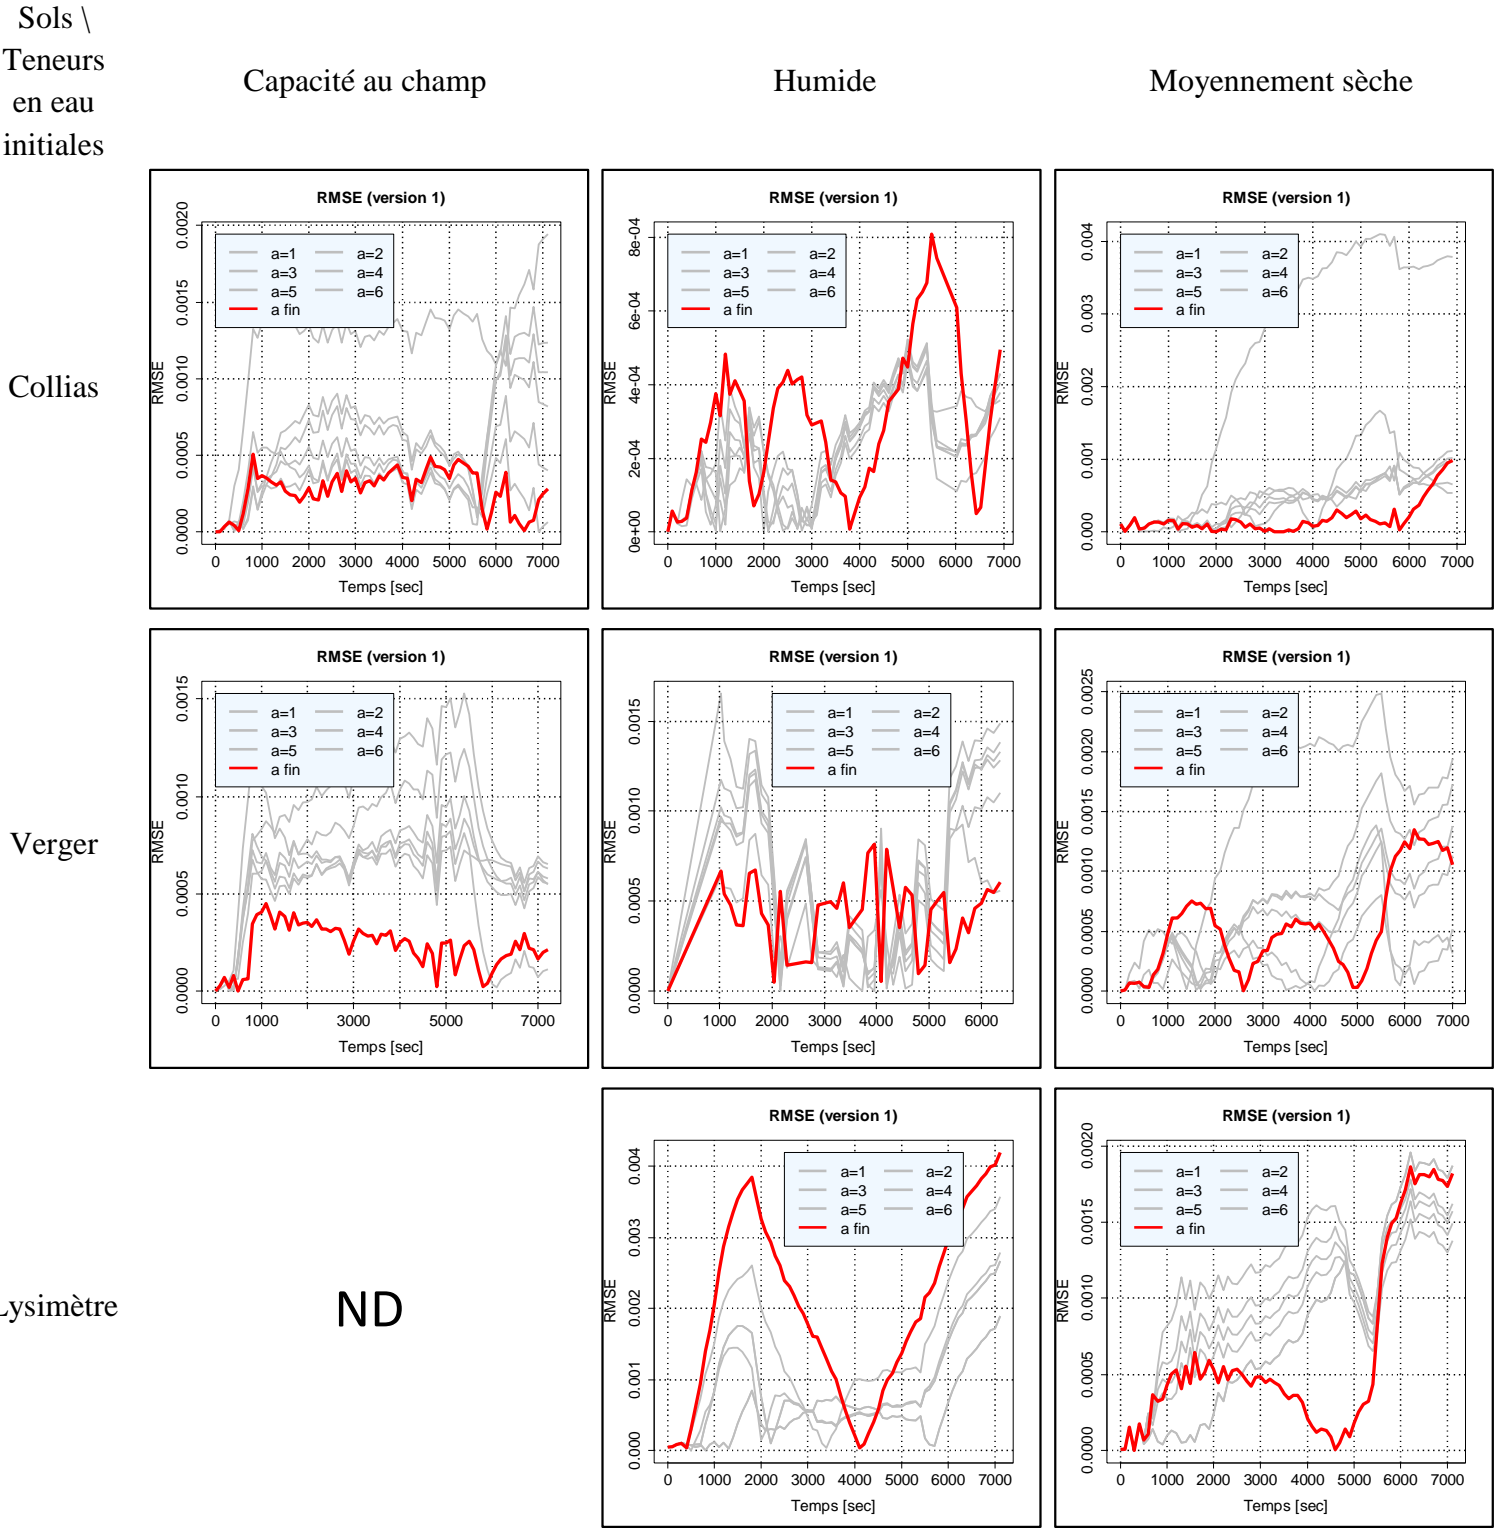 Sols \
Teneurs
en eau
initiales
Capacité au champ
Humide
Moyennement sèche
Collias
RMSE (version 1)
a=1 a=2
a=3 a=4
a=5 a=6
a fin
RMSE
0.0000 0.0005 0.0010 0.0015 0.0020
0 1000 2000 3000 4000 5000 6000 7000
Temps [sec]
RMSE (version 1)
a=1 a=2
a=3 a=4
a=5 a=6
a fin
RMSE
0e+00 2e-04 4e-04 6e-04 8e-04
0 1000 2000 3000 4000 5000 6000 7000
Temps [sec]
RMSE (version 1)
a=1 a=2
a=3 a=4
a=5 a=6
a fin
RMSE
0.000 0.001 0.002 0.003 0.004
0 1000 2000 3000 4000 5000 6000 7000
Temps [sec]
Verger
RMSE (version 1)
a=1 a=2
a=3 a=4
a=5 a=6
a fin
RMSE
0.0000 0.0005 0.0010 0.0015
0 1000 3000 5000 7000
Temps [sec]
RMSE (version 1)
a=1 a=2
a=3 a=4
a=5 a=6
a fin
RMSE
0.0000 0.0005 0.0010 0.0015
0 1000 2000 3000 4000 5000 6000
Temps [sec]
RMSE (version 1)
a=1 a=2
a=3 a=4
a=5 a=6
a fin
RMSE
0.0000 0.0005 0.0010 0.0015 0.0020 0.0025
0 1000 2000 3000 4000 5000 6000 7000
Temps [sec]
Lysimètre
ND
RMSE (version 1)
a=1 a=2
a=3 a=4
a=5 a=6
a fin
RMSE
0.000 0.001 0.002 0.003 0.004
0 1000 2000 3000 4000 5000 6000 7000
Temps [sec]
RMSE (version 1)
a=1 a=2
a=3 a=4
a=5 a=6
a fin
RMSE
0.0000 0.0005 0.0010 0.0015 0.0020
0 1000 2000 3000 4000 5000 6000 7000
Temps [sec]